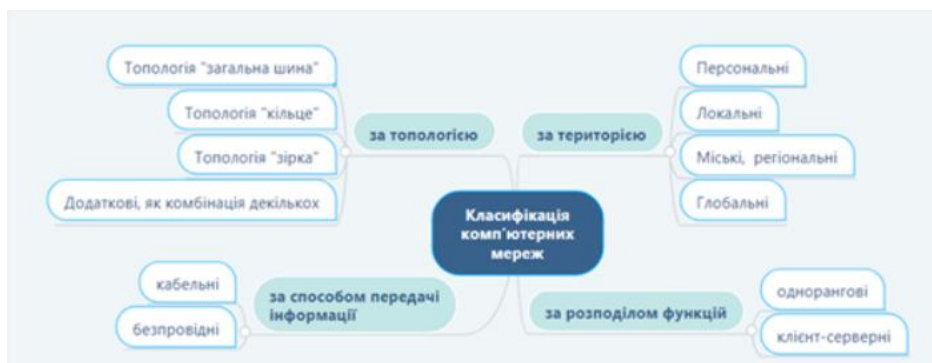 Топологія "загальна шина"
Топологія "кільце"
Топологія "зірка"
Додаткові, як комбінація декількох
за топологією
за територією
Персональні
Локальні
Міські, регіональні
Глобальні
Класифікація
комп'ютерних
мереж
кабельні
безпровідні
за способом передачі
інформації
за розподілом функцій
однорангові
клієнт-серверні